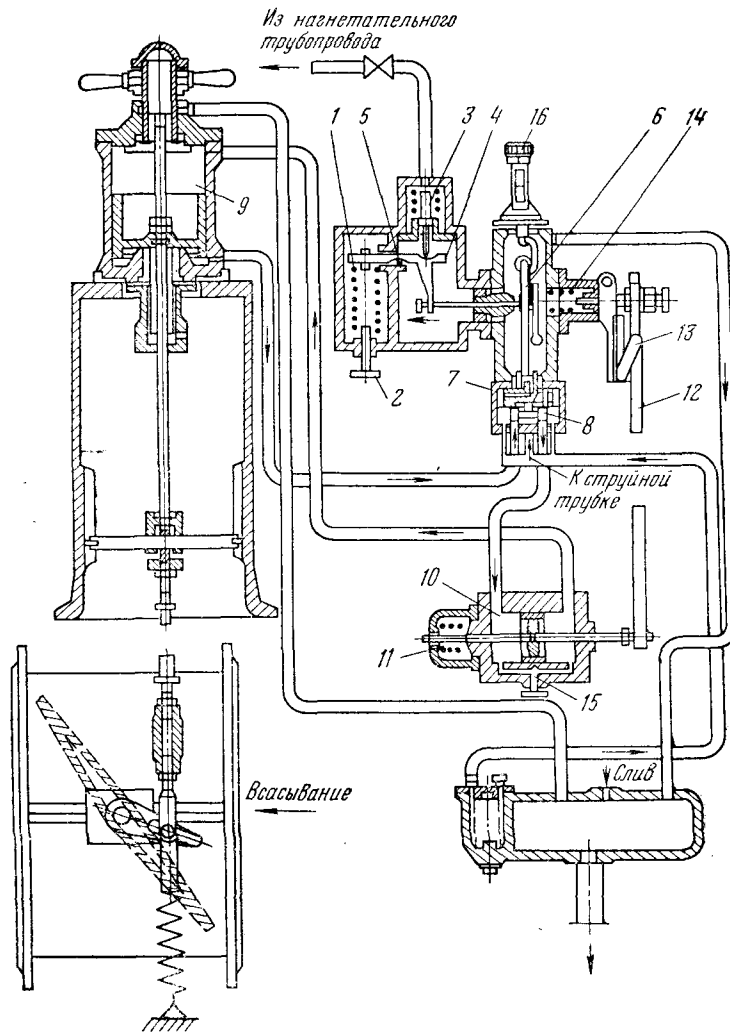 Из нагнетательного
трубопровода
1
5
3
4
16
6
14
9
2
7
8
13
12
К струйной
трубке
10
11
15
Всасывание
Слив